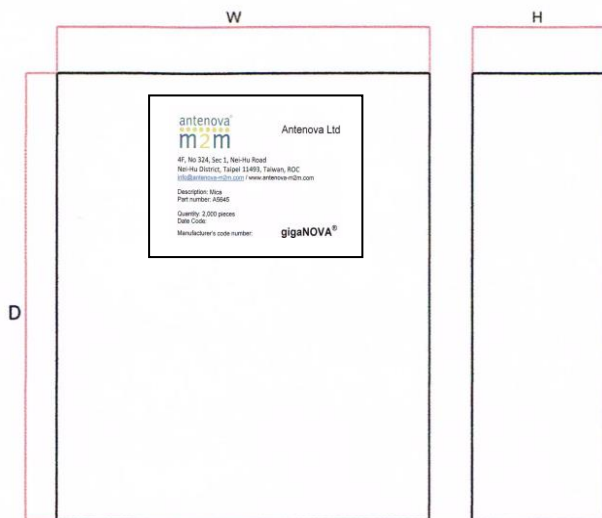 W
H
D
antenova®
m2m
Antenova Ltd
4F, No 324, Sec 1, Nei-Hu Road
Nei-Hu District, Taipei 11493, Taiwan, ROC
info@antenova-m2m.com / www.antenova-m2m.com
Description: Mica
Part number: A5645
Quantity: 2,000 pieces
Date Code:
Manufacturer's code number:
gigaNOVA®